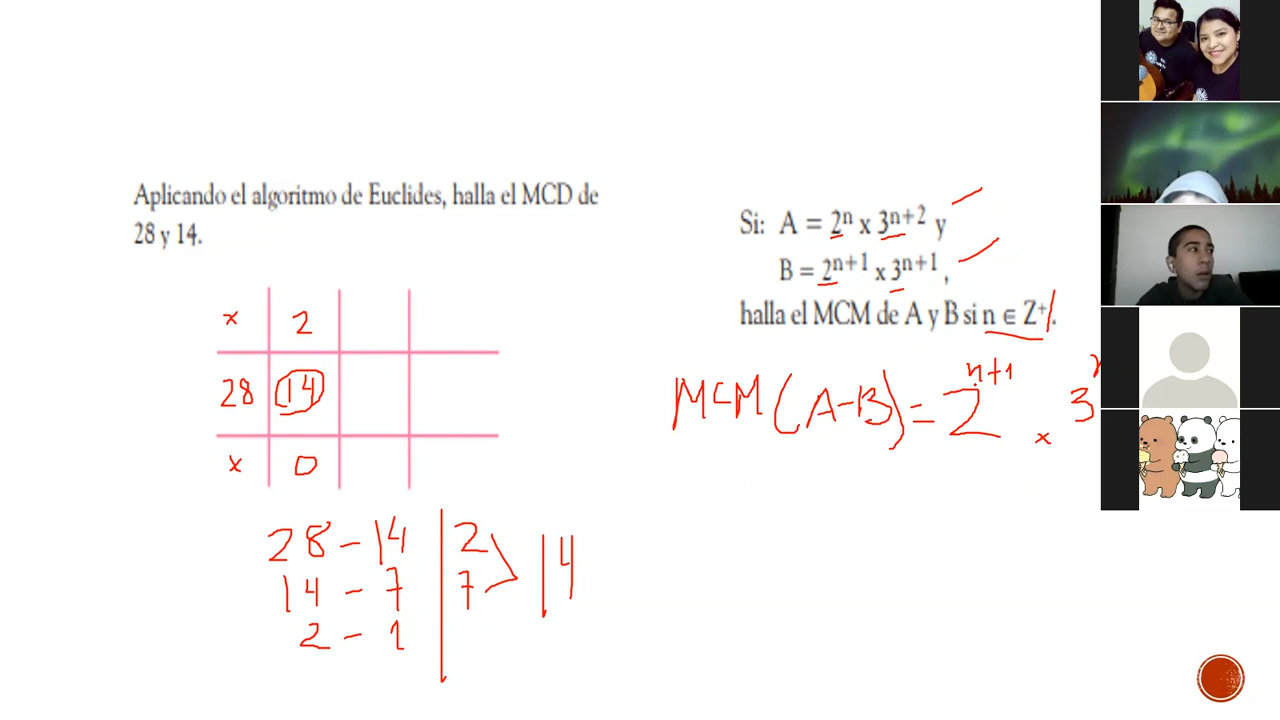 Aplicando el algoritmo de Euclides, halla el MCD de
28 y 14.
x 2
28 14
x 0
28 - 14 | 2
14 - 7 | 7
2 - 1
14
Si: A = 2ⁿ x 3ⁿ⁺² y
B = 2ⁿ⁺¹ x 3ⁿ⁺¹,
halla el MCM de A y B si n ∈ Z⁺.
MCM (A-B) = 2ⁿ⁺¹ x 3